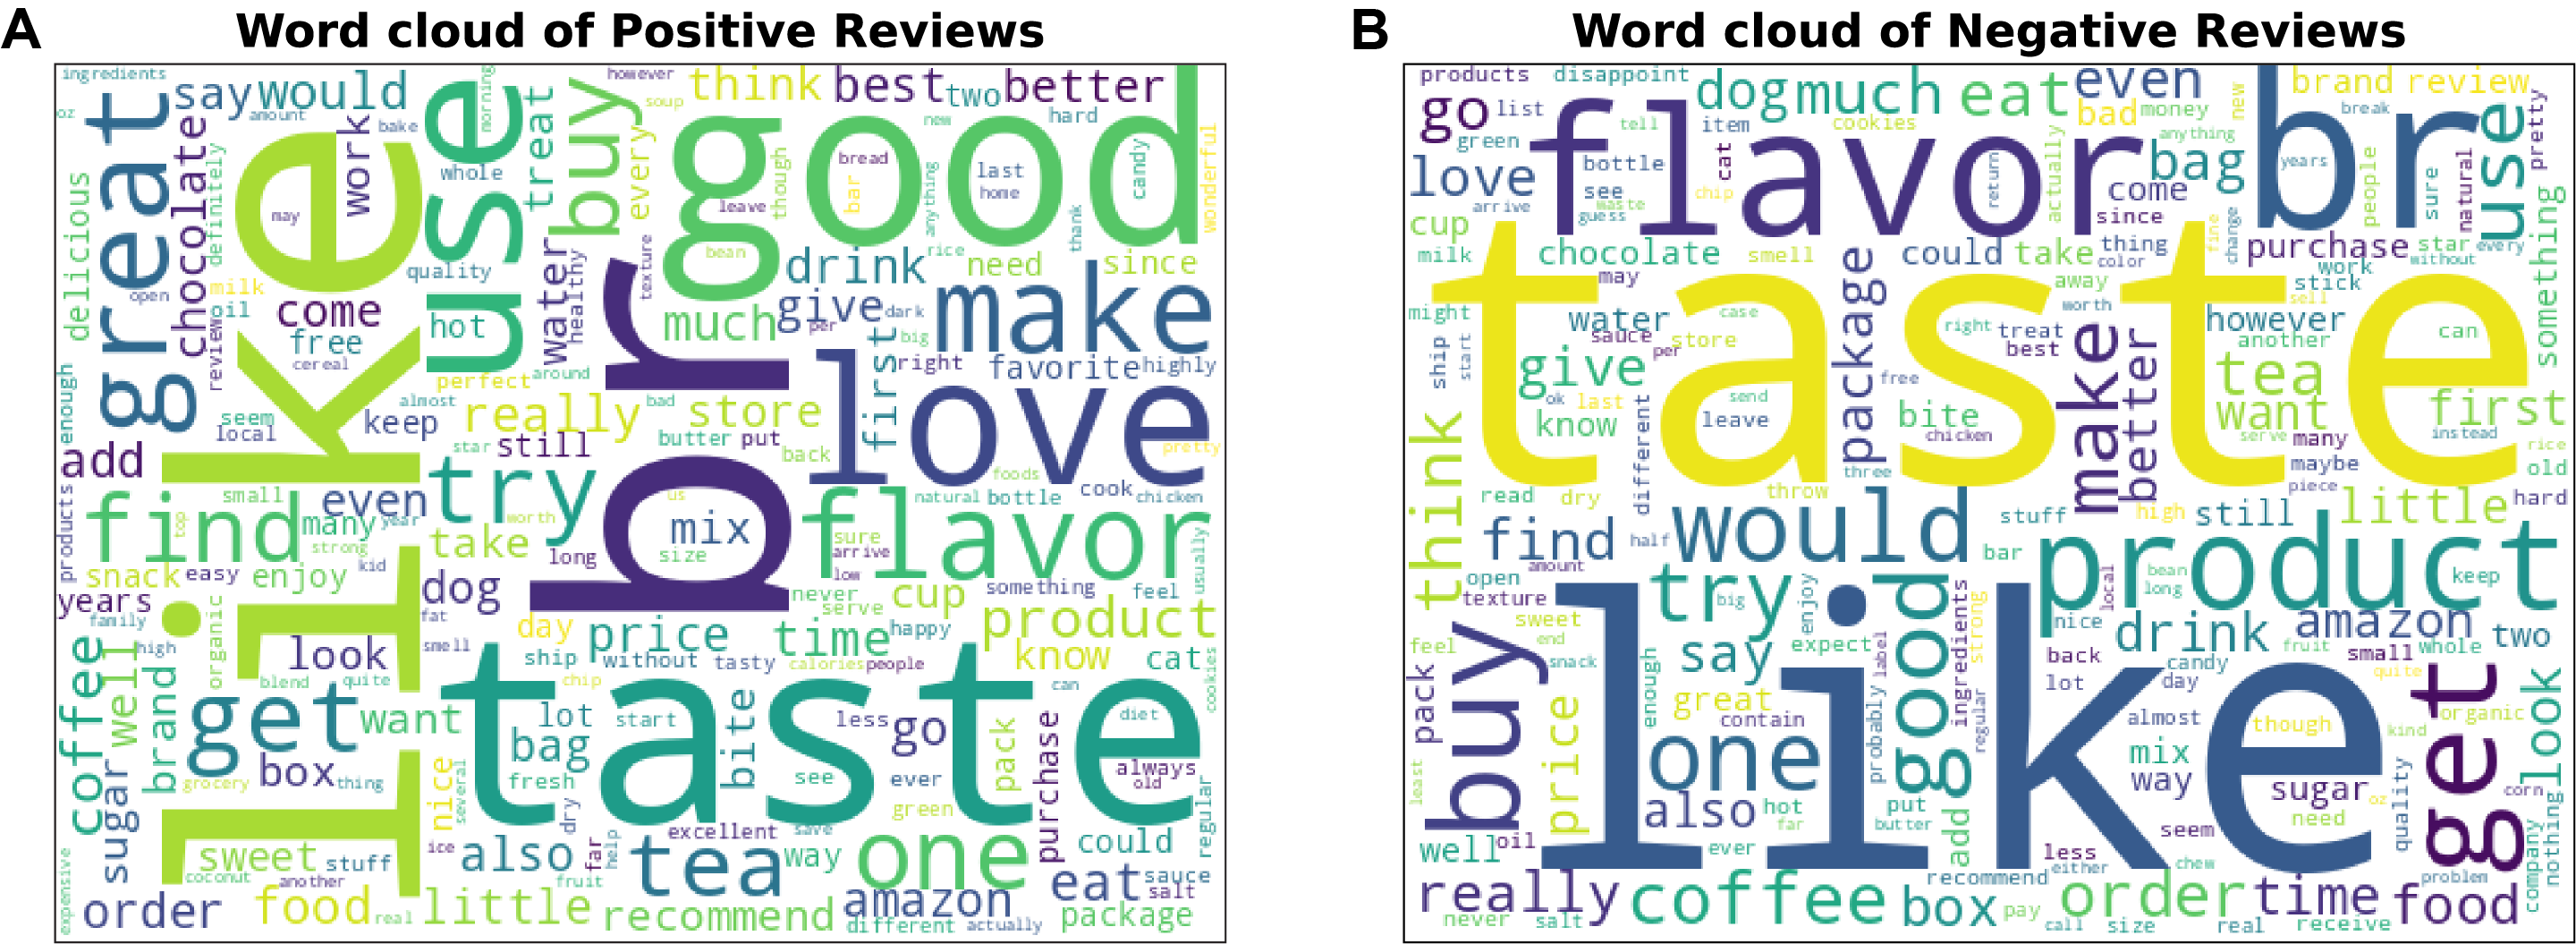 A
Word cloud of Positive Reviews
ingredients
however
think
best
two
better
oz
great
say
would
amount
chocolate
work
bake
use
morning
treat
buy
soup
every
good
new
hard
wonderful
whole
bread
bar
last
home
candy
anything
though
leave
thank
delicious
definitely
like
may
quality
water
healthy
texture
bean
drink
rice
need
since
open
milk
oil
come
free
cereal
review
hot
br
much
give
dark
per
big
make
first
right
favorite
highly
enough
perfect
around
love
seem
local
keep
almost
really
bad
store
add
star
still
butter
put
back
pretty
foods
products
small
even
try
us
mix
size
natural
bottle
cook
chicken
find
top
many
year
worth
flavor
strong
take
long
sure
arrive
low
usually
snack
easy
enjoy
kid
dog
never
serve
cup
something
feel
years
family
fat
day
price
time
happy
product
coffee
well
high
organic
look
smell
ship
without
tasty
calories
people
know
cat
cookies
brand
blend
quite
chip
taste
can
get
want
lot
start
bag
bite
less
go
pack
purchase
diet
box
thing
grocery
sugar
nice
several
fresh
see
ever
always
old
green
dry
regular
sweet
stuff
ice
also
far
help
excellent
save
tea
way
one
could
coconut
another
fruit
eat
sauce
salt
expensive
order
food
real
little
recommend
amazon
different
actually
package
B
Word cloud of Negative Reviews
products
disappoint
dog
much
eat
even
br
brand
review
go
list
flavor
bad
money
new
break
pretty
green
tell
item
cookies
anything
use
love
bottle
cat
return
actually
bag
years
people
sure
natural
see
chip
come
arrive
waste
guess
since
cup
fine
change
something
milk
chocolate
smell
could
take
thing
color
purchase
star
every
without
may
package
away
work
stick
might
taste
water
case
worth
sell
sauce
store
per
right
treat
best
however
another
can
ship
start
give
make
better
tea
free
ok
last
send
want
first
think
know
different
leave
bite
chicken
serve
many
instead
three
maybe
rice
old
read
dry
throw
piece
hard
find
half
would
stuff
high
still
little
amount
bar
product
open
texture
try
big
enjoy
good
ingredients
local
bean
long
keep
like
sweet
end
snack
say
expect
label
strong
nice
drink
amazon
two
feel
buy
enough
back
candy
day
fruit
small
whole
quite
pack
price
great
contain
probably
regular
lot
get
look
one
almost
though
organic
kind
least
mix
way
sugar
oz
quality
corn
also
hot
far
put
butter
add
need
well
oil
ever
seem
less
either
chew
company
nothing
really
coffee
recommend
box
order
time
problem
food
never
salt
pay
call
size
real
receive